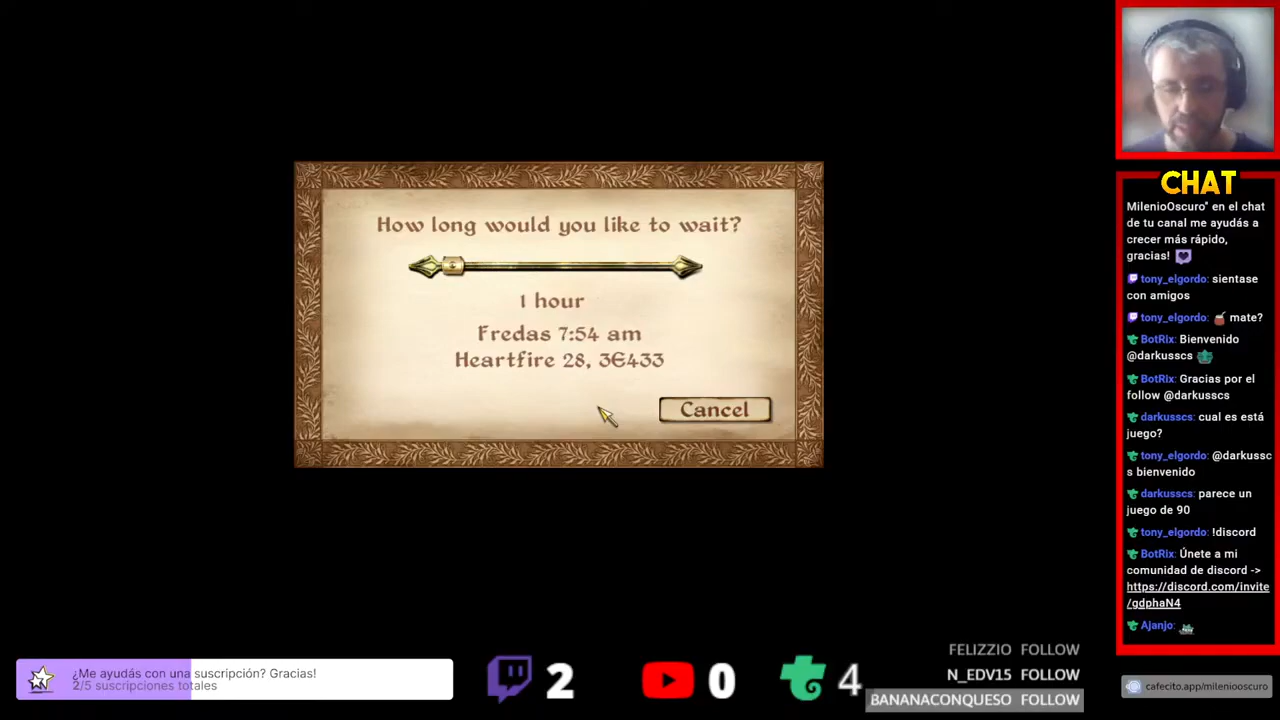 How long would you like to wait?
1 hour
Fredas 7:54 am
Heartfire 28, 3E433
Cancel
CHAT
MilenioOscuro" en el chat
de tu canal me ayudás a
crecer más rápido,
gracias!
tony_elgordo: sientase
con amigos
tony_elgordo: mate?
BotRix: Bienvenido
@darkusscs
BotRix: Gracias por el
follow @darkusscs
darkusscs: cual es está
juego?
tony_elgordo: @darkussc
s bienvenido
darkusscs: parece un
juego de 90
tony_elgordo: !discord
BotRix: Únete a mi
comunidad de discord ->
https://discord.com/invite
/gdphaN4
Ajanjo:
¿Me ayudás con una suscripción? Gracias!
2/5 suscripciones totales
2
0
4
FELIZZIO FOLLOW
N_EDV15 FOLLOW
BANANACONQUESO FOLLOW
cafecito.app/mileniooscuro